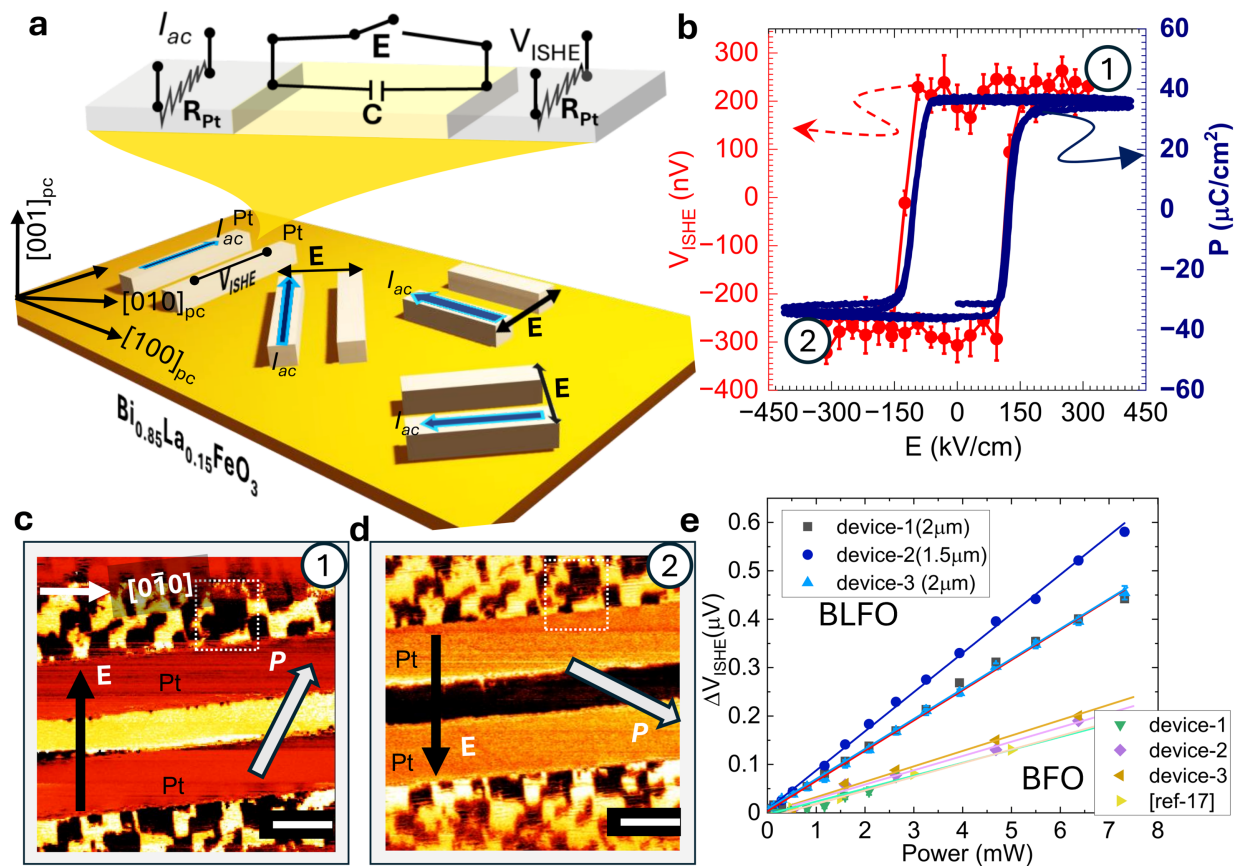 a
I_ac
E
V_ISHE
R_Pt
C
R_Pt
[001]_pc
[010]_pc
[100]_pc
Pt
I_ac
Pt
V_ISHE
E
I_ac
I_ac
E
E
I_ac
Bi_0.85La_0.15FeO_3
b
V_ISHE (nV)
300
200
100
0
−100
−200
−300
−400
1
2
60
40
20
0
−20
−40
−60
P (μC/cm²)
−450 −300 −150 0 150 300 450
E (kV/cm)
c
1
[01̄0]
E
Pt
P
Pt
d
2
Pt
P
E
Pt
e
ΔV_ISHE(μV)
0.6
0.5
0.4
0.3
0.2
0.1
0
device-1(2μm)
device-2(1.5μm)
device-3 (2μm)
BLFO
BFO
device-1
device-2
device-3
[ref-17]
0 1 2 3 4 5 6 7 8
Power (mW)